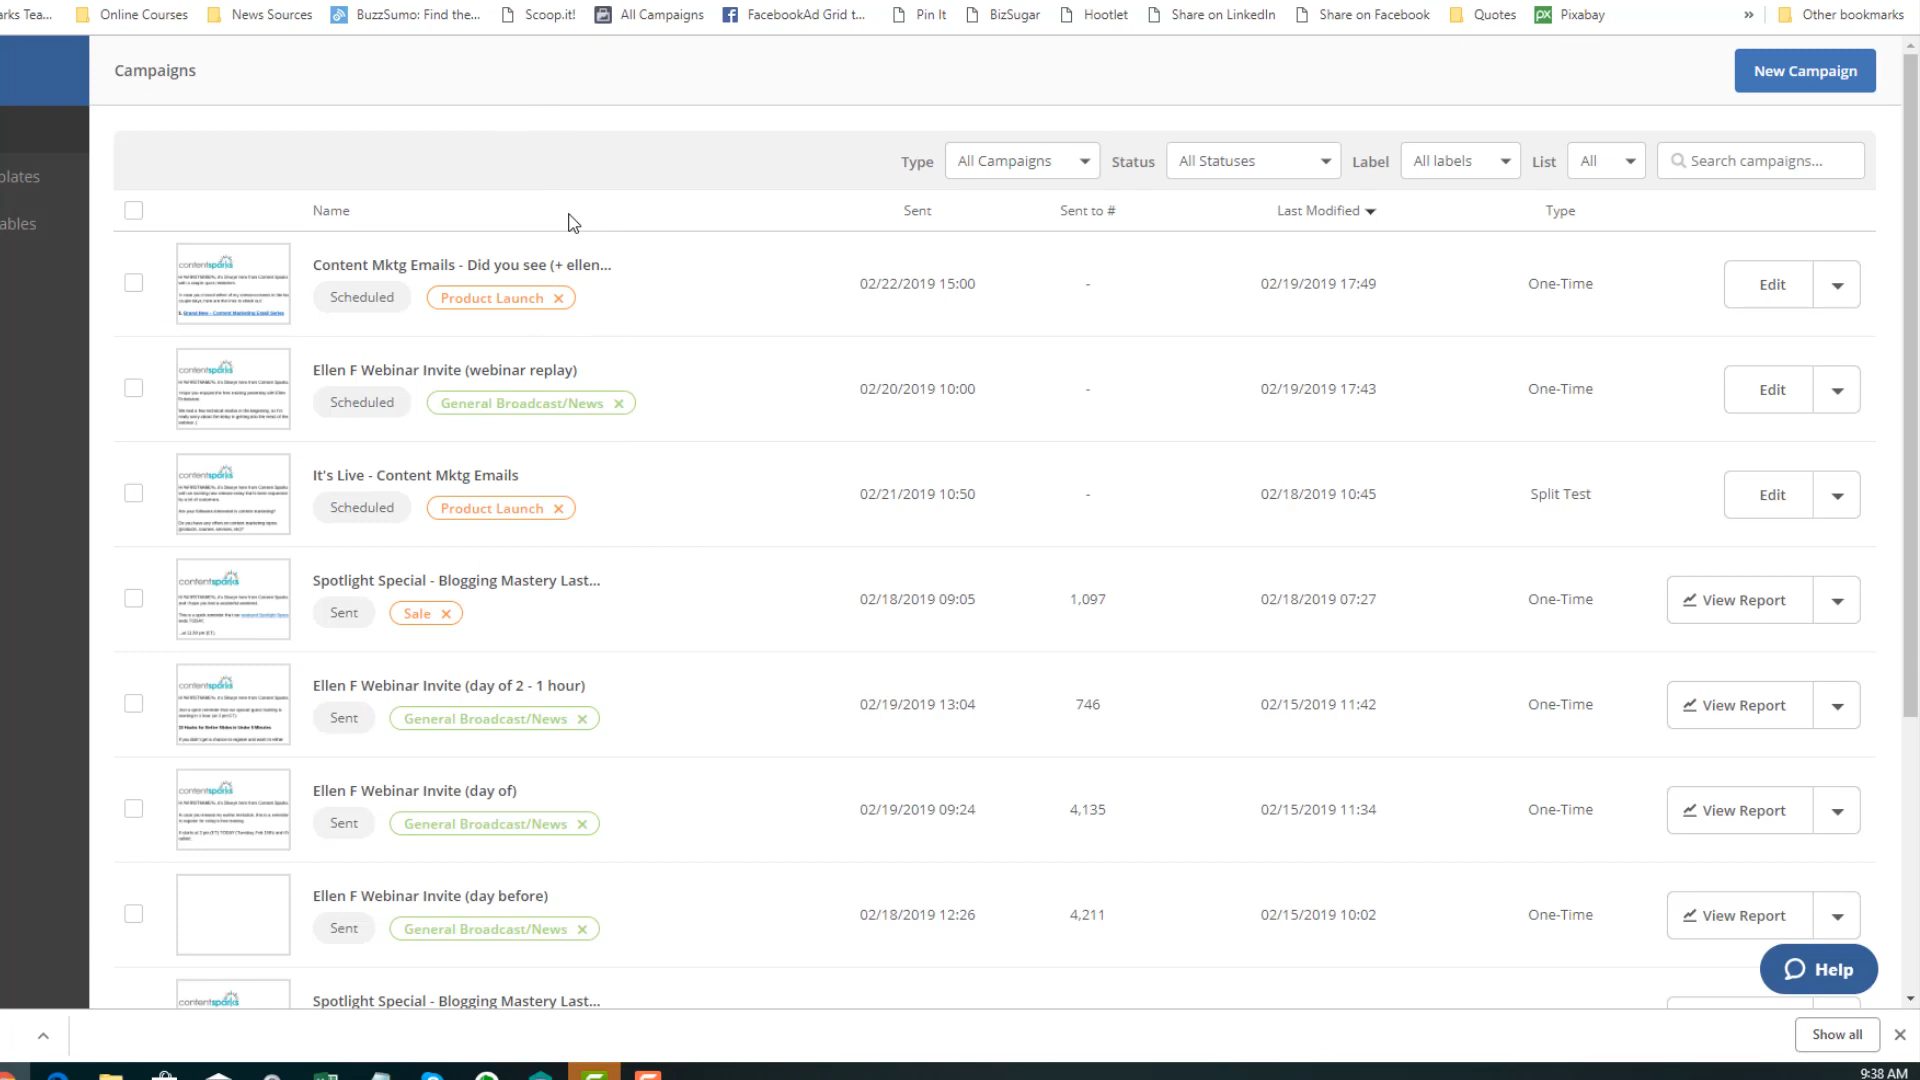 rks Tea... Online Courses News Sources BuzzSumo: Find the... Scoop.it! All Campaigns FacebookAd Grid t... Pin It BizSugar Hootlet Share on LinkedIn Share on Facebook Quotes Pixabay » Other bookmarks
Campaigns New Campaign
Type All Campaigns Status All Statuses Label All labels List All Search campaigns...
plates
ables
Name Sent Sent to # Last Modified Type
Content Mktg Emails - Did you see (+ ellen...
Scheduled Product Launch × 02/22/2019 15:00 - 02/19/2019 17:49 One-Time Edit
Ellen F Webinar Invite (webinar replay)
Scheduled General Broadcast/News × 02/20/2019 10:00 - 02/19/2019 17:43 One-Time Edit
It's Live - Content Mktg Emails
Scheduled Product Launch × 02/21/2019 10:50 - 02/18/2019 10:45 Split Test Edit
Spotlight Special - Blogging Mastery Last...
Sent Sale × 02/18/2019 09:05 1,097 02/18/2019 07:27 One-Time View Report
Ellen F Webinar Invite (day of 2 - 1 hour)
Sent General Broadcast/News × 02/19/2019 13:04 746 02/15/2019 11:42 One-Time View Report
Ellen F Webinar Invite (day of)
Sent General Broadcast/News × 02/19/2019 09:24 4,135 02/15/2019 11:34 One-Time View Report
Ellen F Webinar Invite (day before)
Sent General Broadcast/News × 02/18/2019 12:26 4,211 02/15/2019 10:02 One-Time View Report
Spotlight Special - Blogging Mastery Last...
Help
Show all ×
9:38 AM